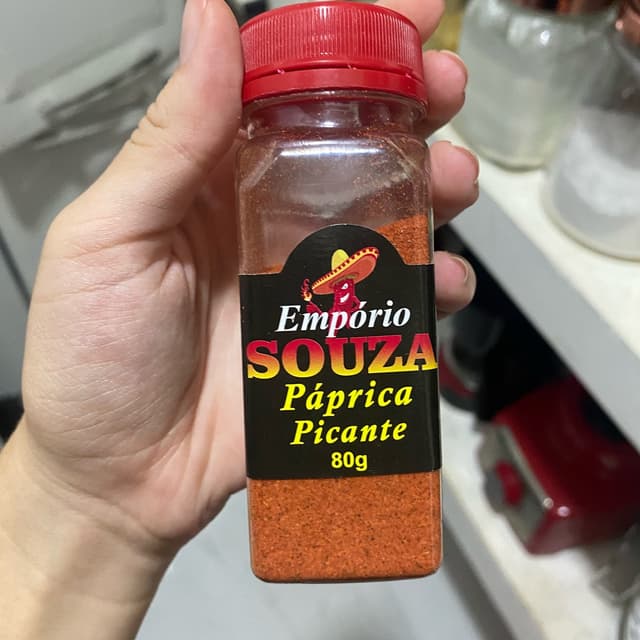 Empório
SOUZA
Páprica
Picante
80g